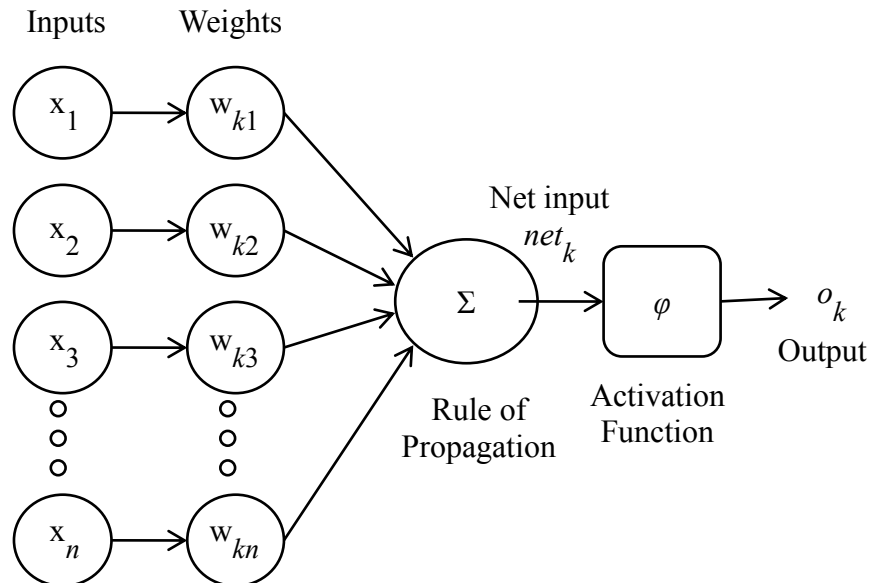 Inputs Weights
x1 wk1
x2 wk2
Net input
netk
x3 wk3
Σ φ ok
Output
Rule of
Propagation
Activation
Function
xn wkn